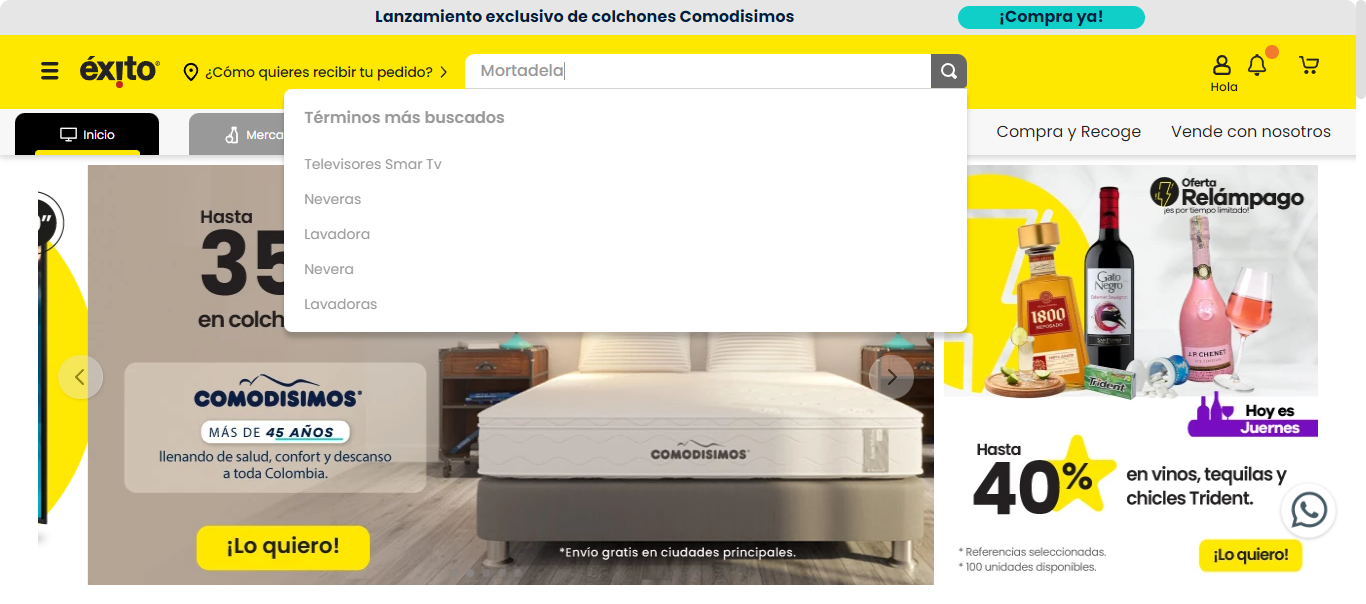 Lanzamiento exclusivo de colchones Comodisimos
¡Compra ya!
éxito
¿Cómo quieres recibir tu pedido?
Mortadela
Hola
Inicio
Merca
Términos más buscados
Televisores Smar Tv
Neveras
Lavadora
Nevera
Lavadoras
Compra y Recoge
Vende con nosotros
Hasta
35
en colch
COMODISIMOS
MÁS DE 45 AÑOS
llenando de salud, confort y descanso
a toda Colombia.
¡Lo quiero!
COMODISIMOS
*Envío gratis en ciudades principales.
Oferta
Relámpago
¡es por tiempo limitado!
Gato
Negro
1800
REPOSADO
J.P. CHENET
Trident
Hoy es
Juernes
Hasta
40%
en vinos, tequilas y
chicles Trident.
* Referencias seleccionadas.
* 100 unidades disponibles.
¡Lo quiero!